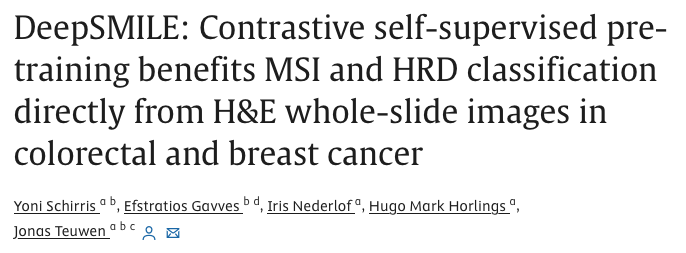 DeepSMILE: Contrastive self-supervised pre-
training benefits MSI and HRD classification
directly from H&E whole-slide images in
colorectal and breast cancer
Yoni Schirris a b, Efstratios Gavves b d, Iris Nederlof a, Hugo Mark Horlings a,
Jonas Teuwen a b c